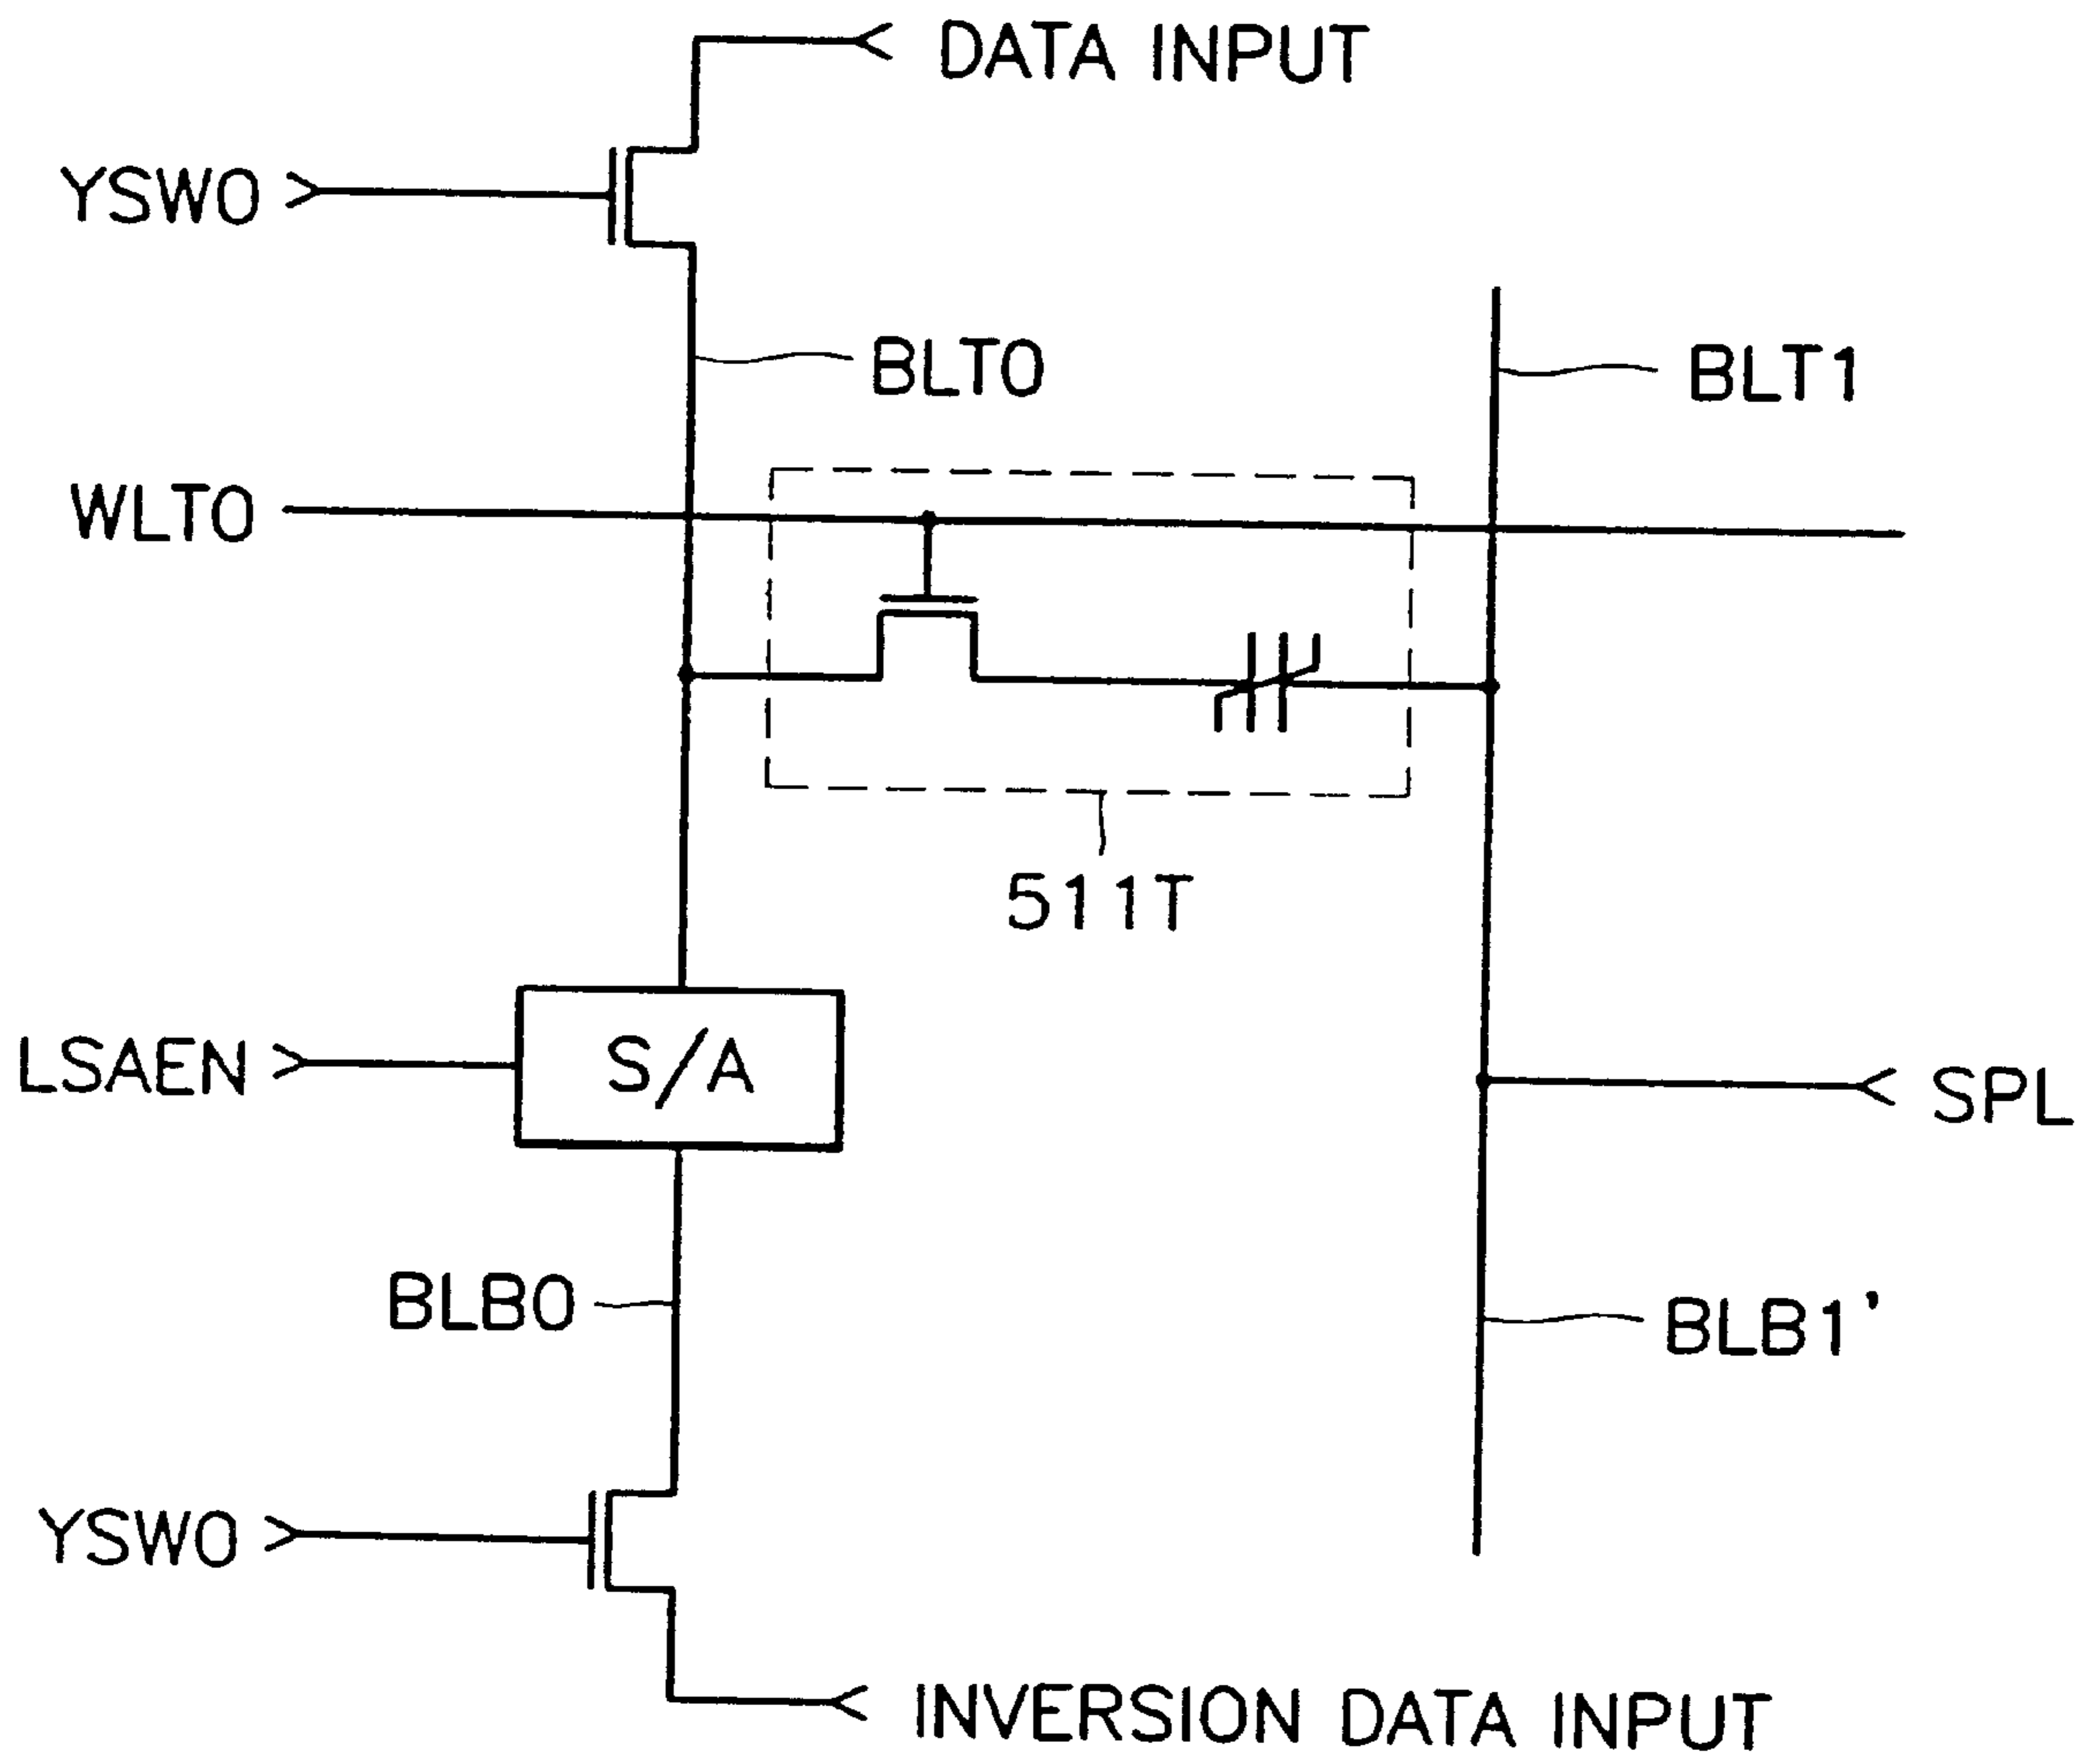 DATA INPUT
YSW0
BLT0
BLT1
WLT0
511T
LSAEN
S/A
SPL
BLB0
BLB1'
YSW0
INVERSION DATA INPUT